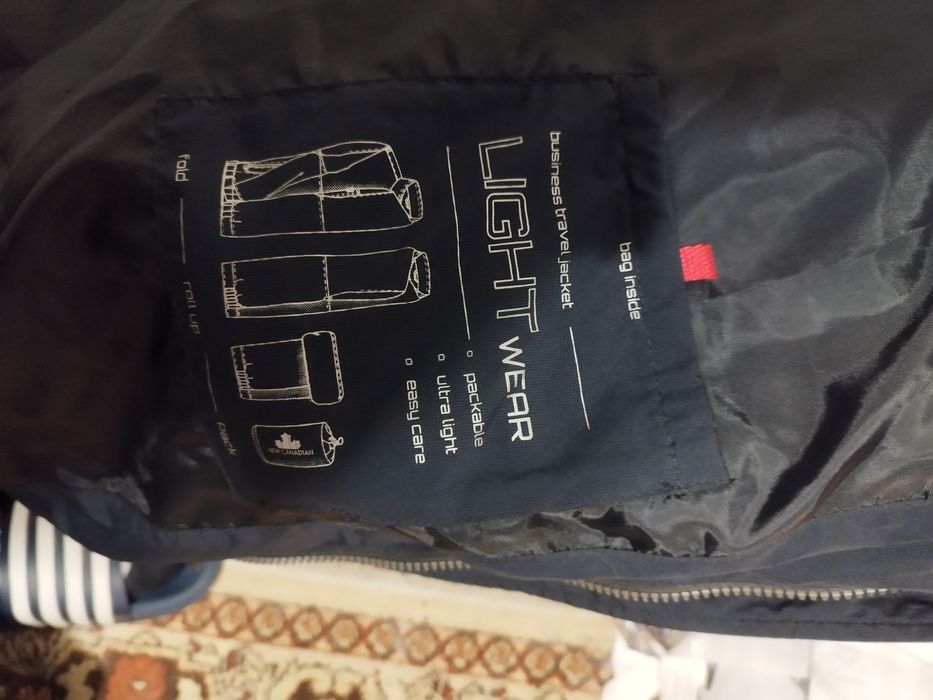 bag inside
business travel jacket
LIGHT WEAR
packable
ultra light
easy care
NEW CANADIAN
fold
roll up
pack